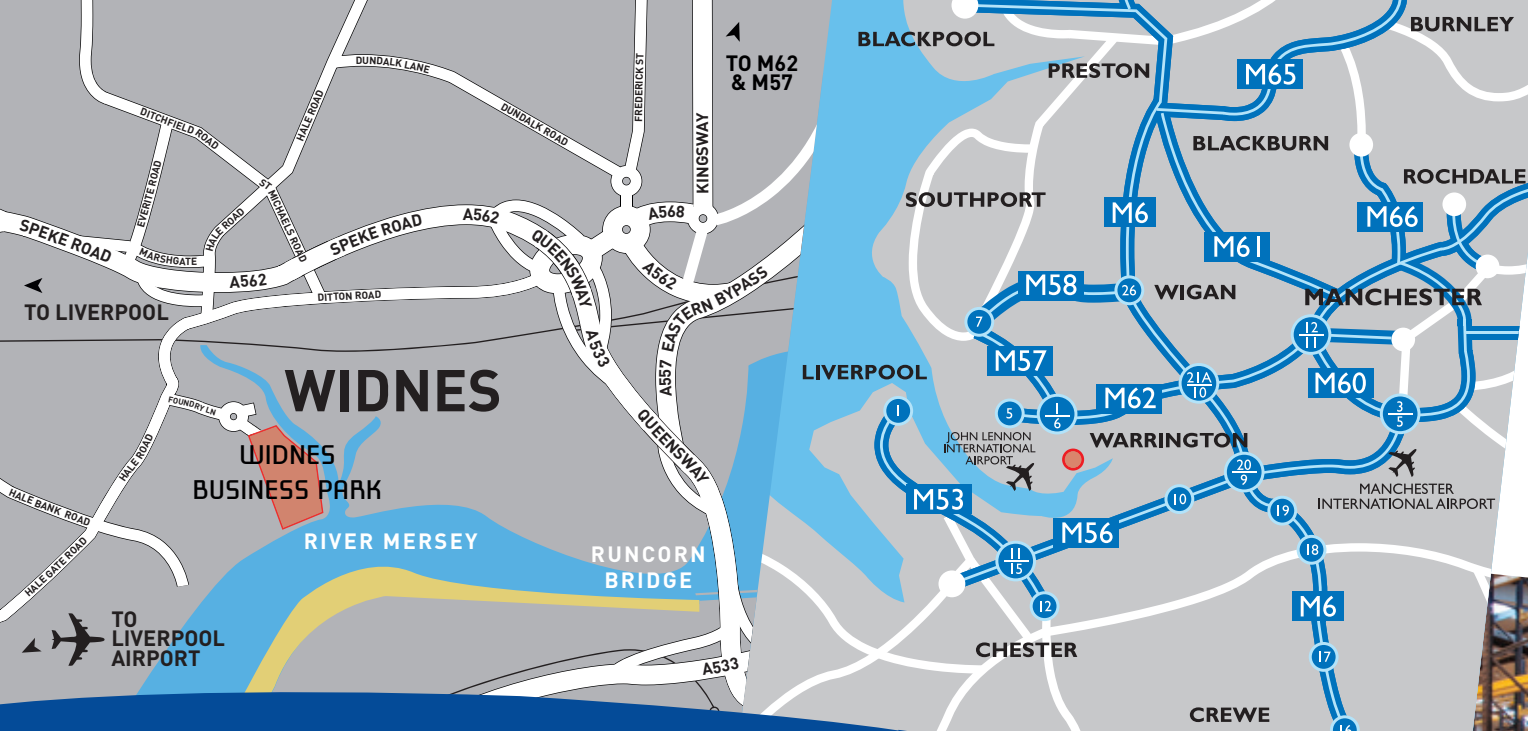 TO M62
& M57
DUNDALK LANE
FREDERICK ST
DITCHFIELD ROAD
HALE ROAD
DUNDALK ROAD
KINGSWAY
EVERITE ROAD
ST MICHAELS ROAD
HALE ROAD
SPEKE ROAD
MARSHGATE
SPEKE ROAD
A562
A568
QUEENSWAY
A562
A562
DITTON ROAD
TO LIVERPOOL
A533
A557 EASTERN BYPASS
WIDNES
FOUNDRY LN
QUEENSWAY
HALE ROAD
WIDNES
BUSINESS PARK
HALE BANK ROAD
HALE GATE ROAD
RIVER MERSEY
RUNCORN
BRIDGE
TO
LIVERPOOL
AIRPORT
A533
BLACKPOOL
BURNLEY
PRESTON
M65
BLACKBURN
ROCHDALE
SOUTHPORT
M6
M66
M61
M58
26
WIGAN
MANCHESTER
7
12
11
M57
LIVERPOOL
21A
10
M60
M62
1
5
1
6
3
5
JOHN LENNON
INTERNATIONAL
AIRPORT
WARRINGTON
20
9
MANCHESTER
INTERNATIONAL AIRPORT
M53
10
19
M56
18
11
15
12
M6
CHESTER
17
CREWE
16